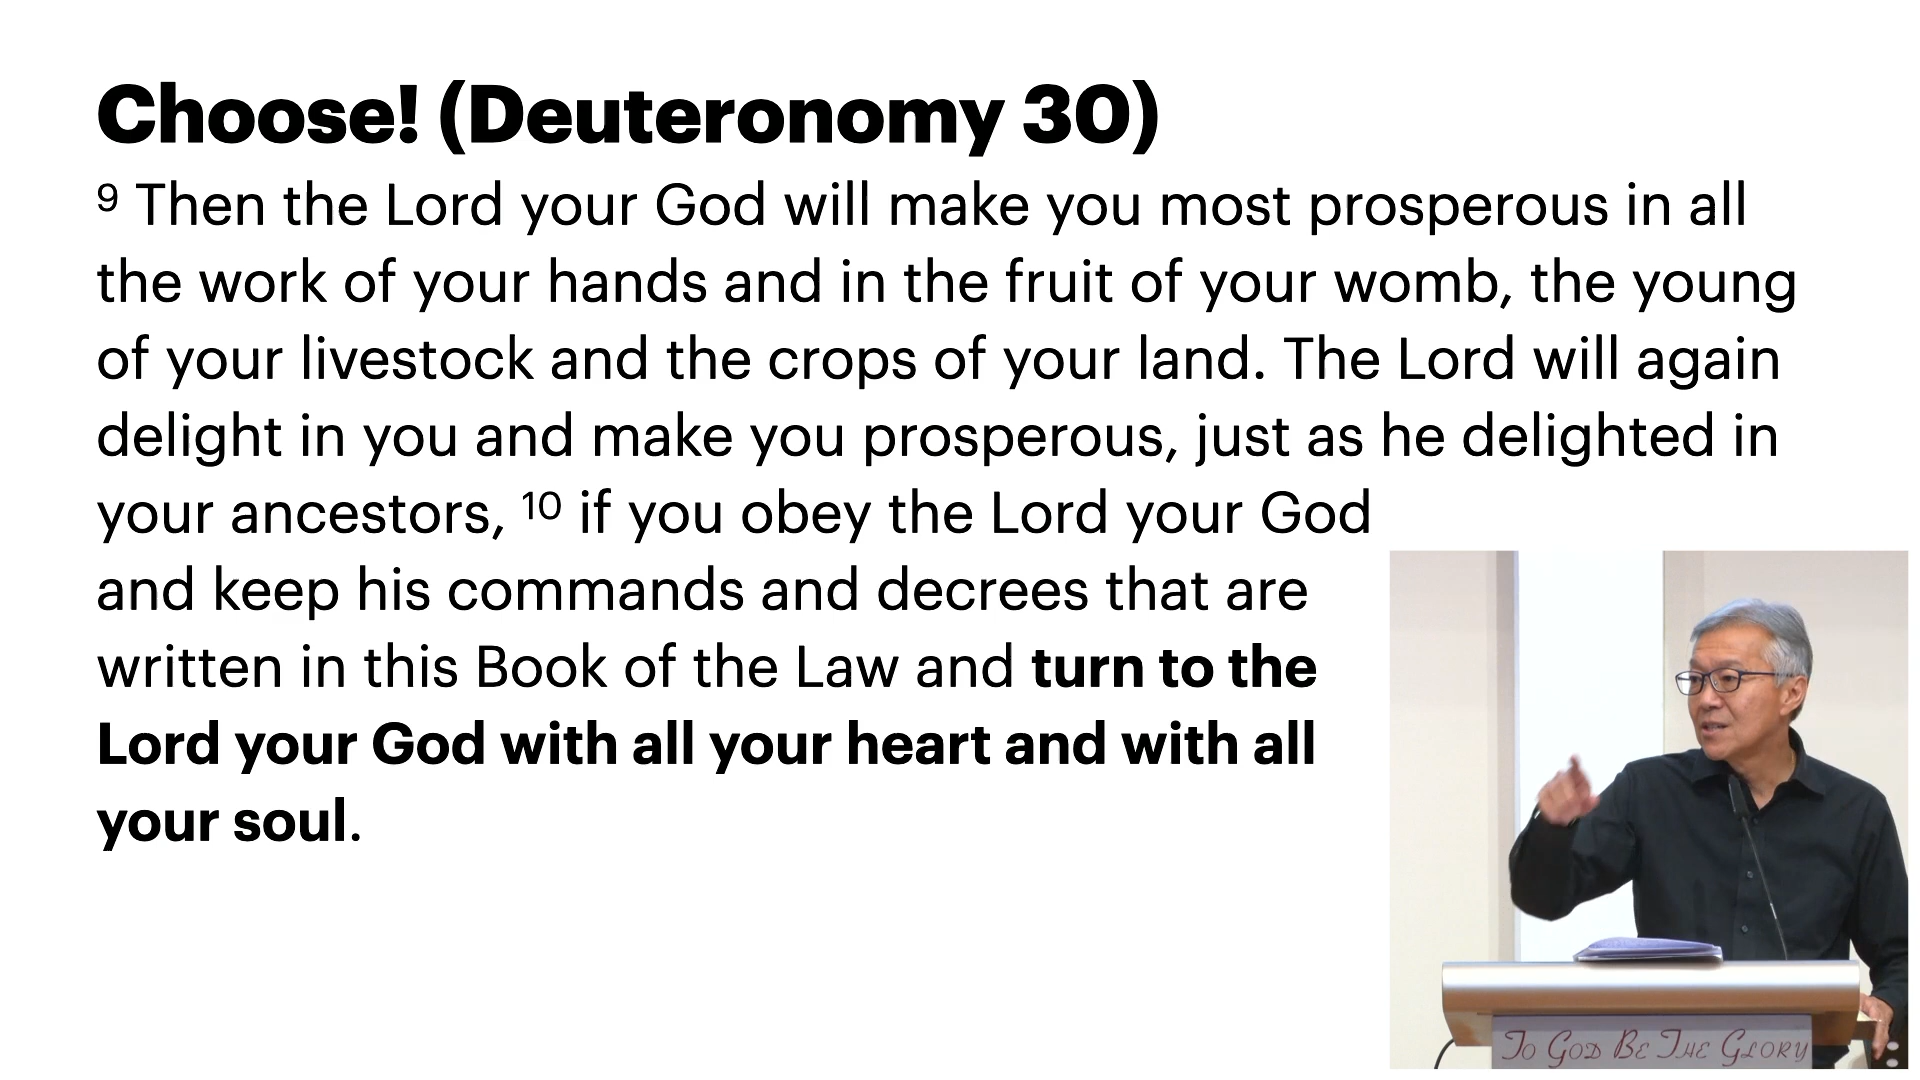 Choose! (Deuteronomy 30)
⁹ Then the Lord your God will make you most prosperous in all
the work of your hands and in the fruit of your womb, the young
of your livestock and the crops of your land. The Lord will again
delight in you and make you prosperous, just as he delighted in
your ancestors, ¹⁰ if you obey the Lord your God
and keep his commands and decrees that are
written in this Book of the Law and turn to the
Lord your God with all your heart and with all
your soul.
To God Be The Glory